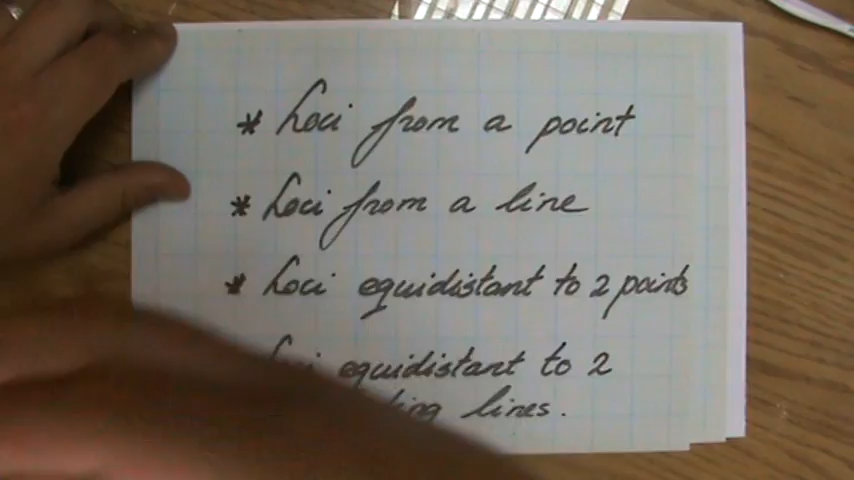 * Loci from a point
* Loci from a line
* Loci equidistant to 2 points
equidistant to 2
lines.